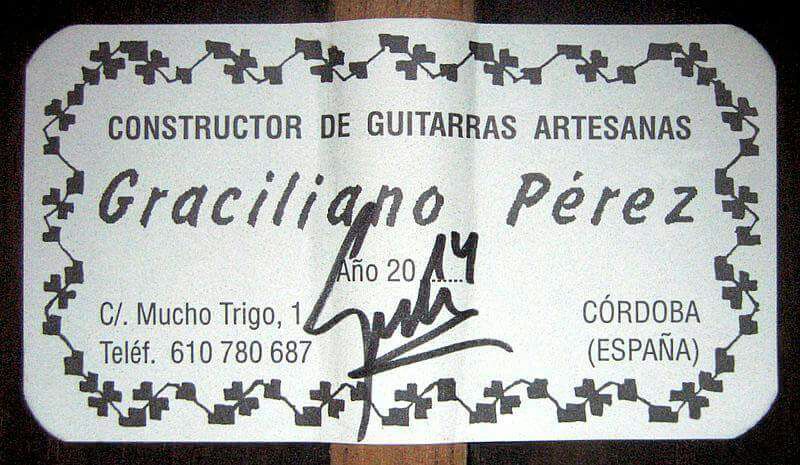 CONSTRUCTOR DE GUITARRAS ARTESANAS
Graciliano Pérez
Año 20 14
C/. Mucho Trigo, 1
Teléf. 610 780 687
CÓRDOBA
(ESPAÑA)